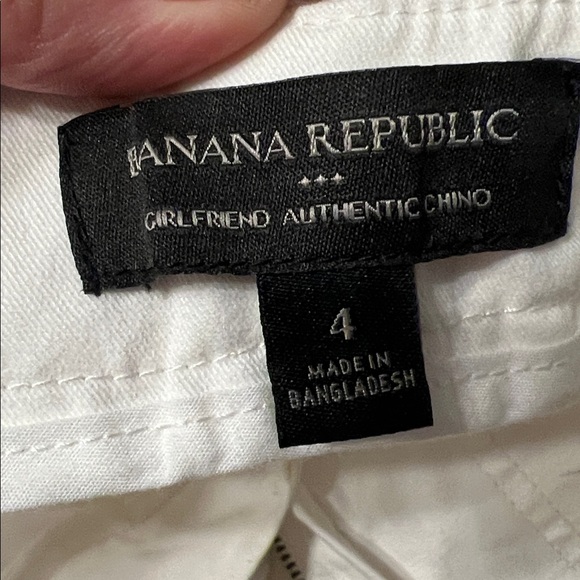 BANANA REPUBLIC
GIRLFRIEND AUTHENTIC CHINO
4
MADE IN
BANGLADESH